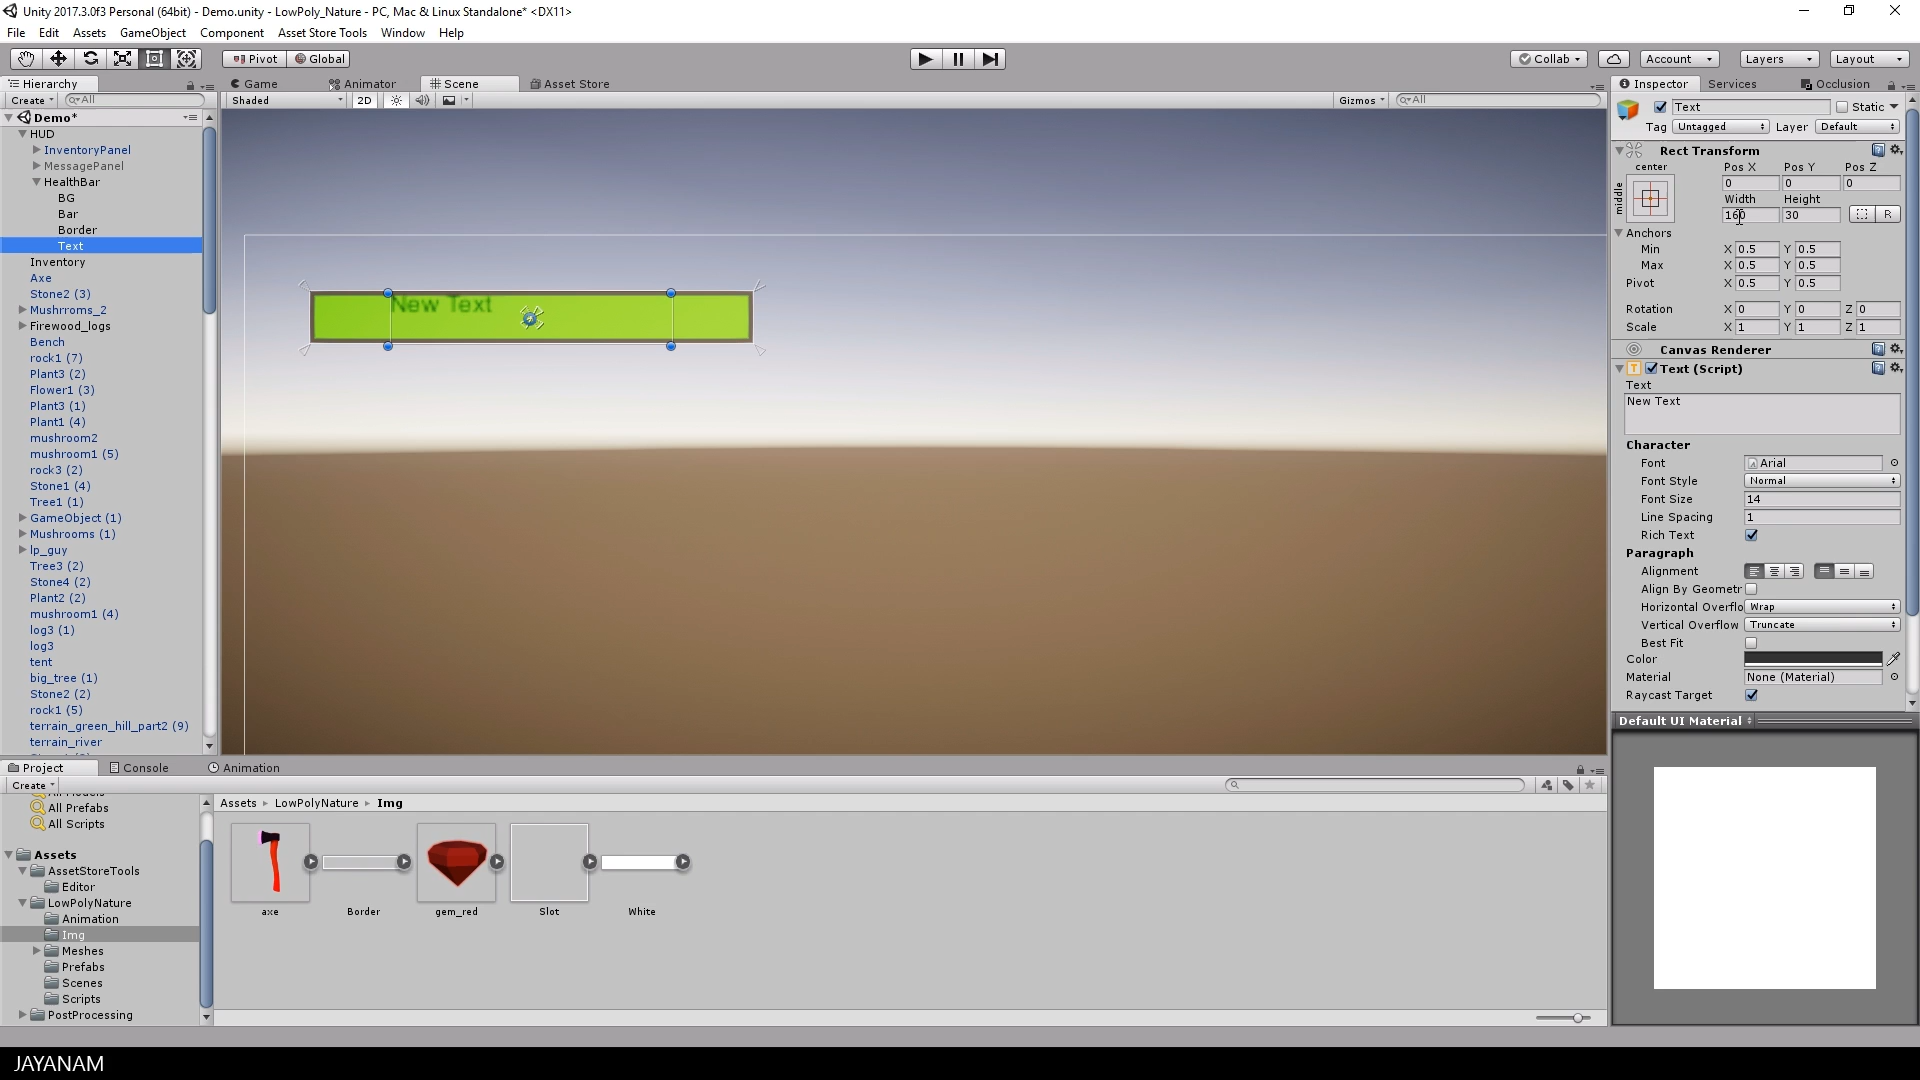 Unity 2017.3.0f3 Personal (64bit) - Demo.unity - LowPoly_Nature - PC, Mac & Linux Standalone* <DX11>
File Edit Assets GameObject Component Asset Store Tools Window Help
Pivot Global Collab Account Layers Layout
Hierarchy Game Animator Scene Asset Store Inspector Services Occlusion
Create All Shaded 2D Gizmos All
Demo*
HUD
InventoryPanel
MessagePanel
HealthBar
BG
Bar
Border
Text
Inventory
Axe
Stone2 (3)
Mushrroms_2
Firewood_logs
Bench
rock1 (7)
Plant3 (2)
Flower1 (3)
Plant3 (1)
Plant1 (4)
mushroom2
mushroom1 (5)
rock3 (2)
Stone1 (4)
Tree1 (1)
GameObject (1)
Mushrooms (1)
lp_guy
Tree3 (2)
Stone4 (2)
Plant2 (2)
mushroom1 (4)
log3 (1)
log3
tent
big_tree (1)
Stone2 (2)
rock1 (5)
terrain_green_hill_part2 (9)
terrain_river
New Text
Text Static
Tag Untagged Layer Default
Rect Transform
center Pos X Pos Y Pos Z
middle
0 0 0
Width Height
160 30 R
Anchors
Min X 0.5 Y 0.5
Max X 0.5 Y 0.5
Pivot X 0.5 Y 0.5
Rotation X 0 Y 0 Z 0
Scale X 1 Y 1 Z 1
Canvas Renderer
Text (Script)
Text
New Text
Character
Font Arial
Font Style Normal
Font Size 14
Line Spacing 1
Rich Text
Paragraph
Alignment
Align By Geometr
Horizontal Overflo Wrap
Vertical Overflow Truncate
Best Fit
Color
Material None (Material)
Raycast Target
Default UI Material
Project Console Animation
Create
All Prefabs
All Scripts
Assets
AssetStoreTools
Editor
LowPolyNature
Animation
Img
Meshes
Prefabs
Scenes
Scripts
PostProcessing
Assets LowPolyNature Img
axe Border gem_red Slot White
JAYANAM